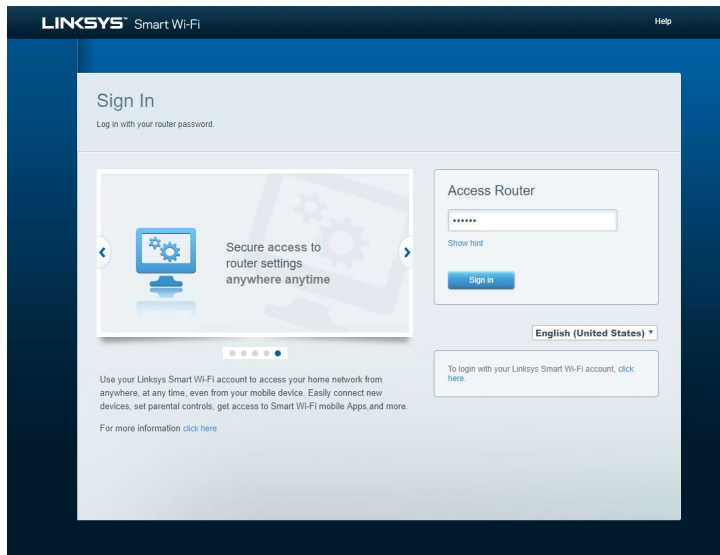 LINKSYS™ Smart Wi-Fi
Help
Sign In
Log in with your router password.
Secure access to
router settings
anywhere anytime
Use your Linksys Smart Wi-Fi account to access your home network from
anywhere, at any time, even from your mobile device. Easily connect new
devices, set parental controls, get access to Smart Wi-Fi mobile Apps,and more.
For more information click here
Access Router
••••••
Show hint
Sign in
English (United States)
To login with your Linksys Smart Wi-Fi account, click
here.